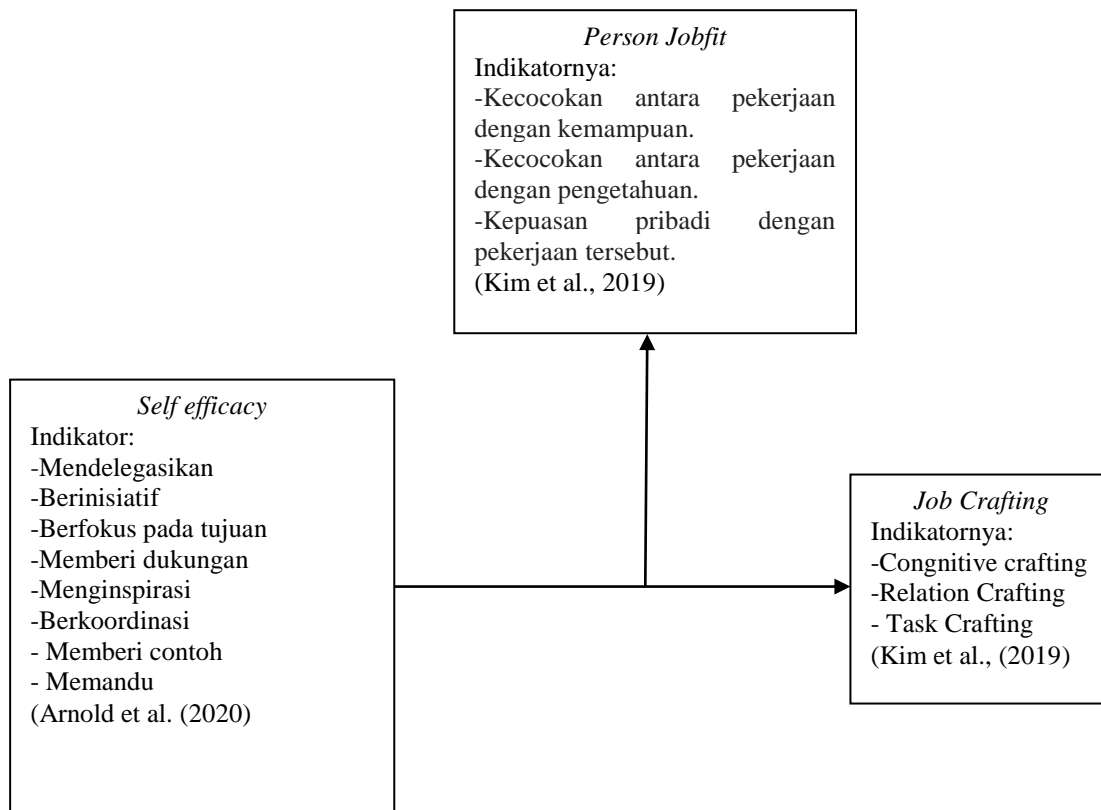 Person Jobfit
Indikatornya:
-Kecocokan antara pekerjaan
dengan kemampuan.
-Kecocokan antara pekerjaan
dengan pengetahuan.
-Kepuasan pribadi dengan
pekerjaan tersebut.
(Kim et al., 2019)
Self efficacy
Indikator:
-Mendelegasikan
-Berinisiatif
-Berfokus pada tujuan
-Memberi dukungan
-Menginspirasi
-Berkoordinasi
- Memberi contoh
- Memandu
(Arnold et al. (2020)
Job Crafting
Indikatornya:
-Congnitive crafting
-Relation Crafting
- Task Crafting
(Kim et al., (2019)